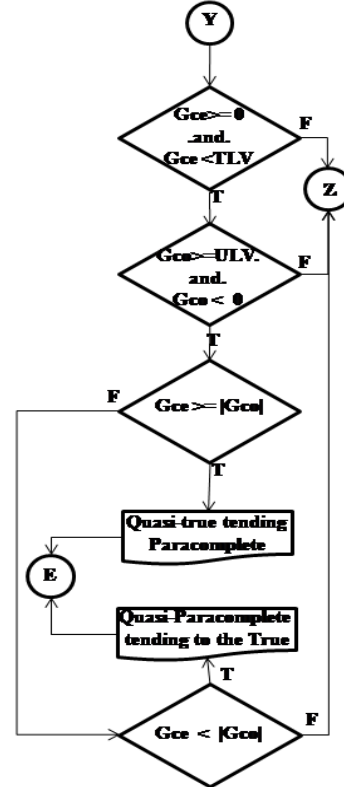 Y
Gce>=0
.and.
Gce <TLV
F
T
Z
Gco>=ULV.
and.
Gco < 0
F
T
F
Gce >= |Gco|
T
Quasi-true tending
Paracomplete
E
Quasi-Paracomplete
tending to the True
T
Gce < |Gco|
F